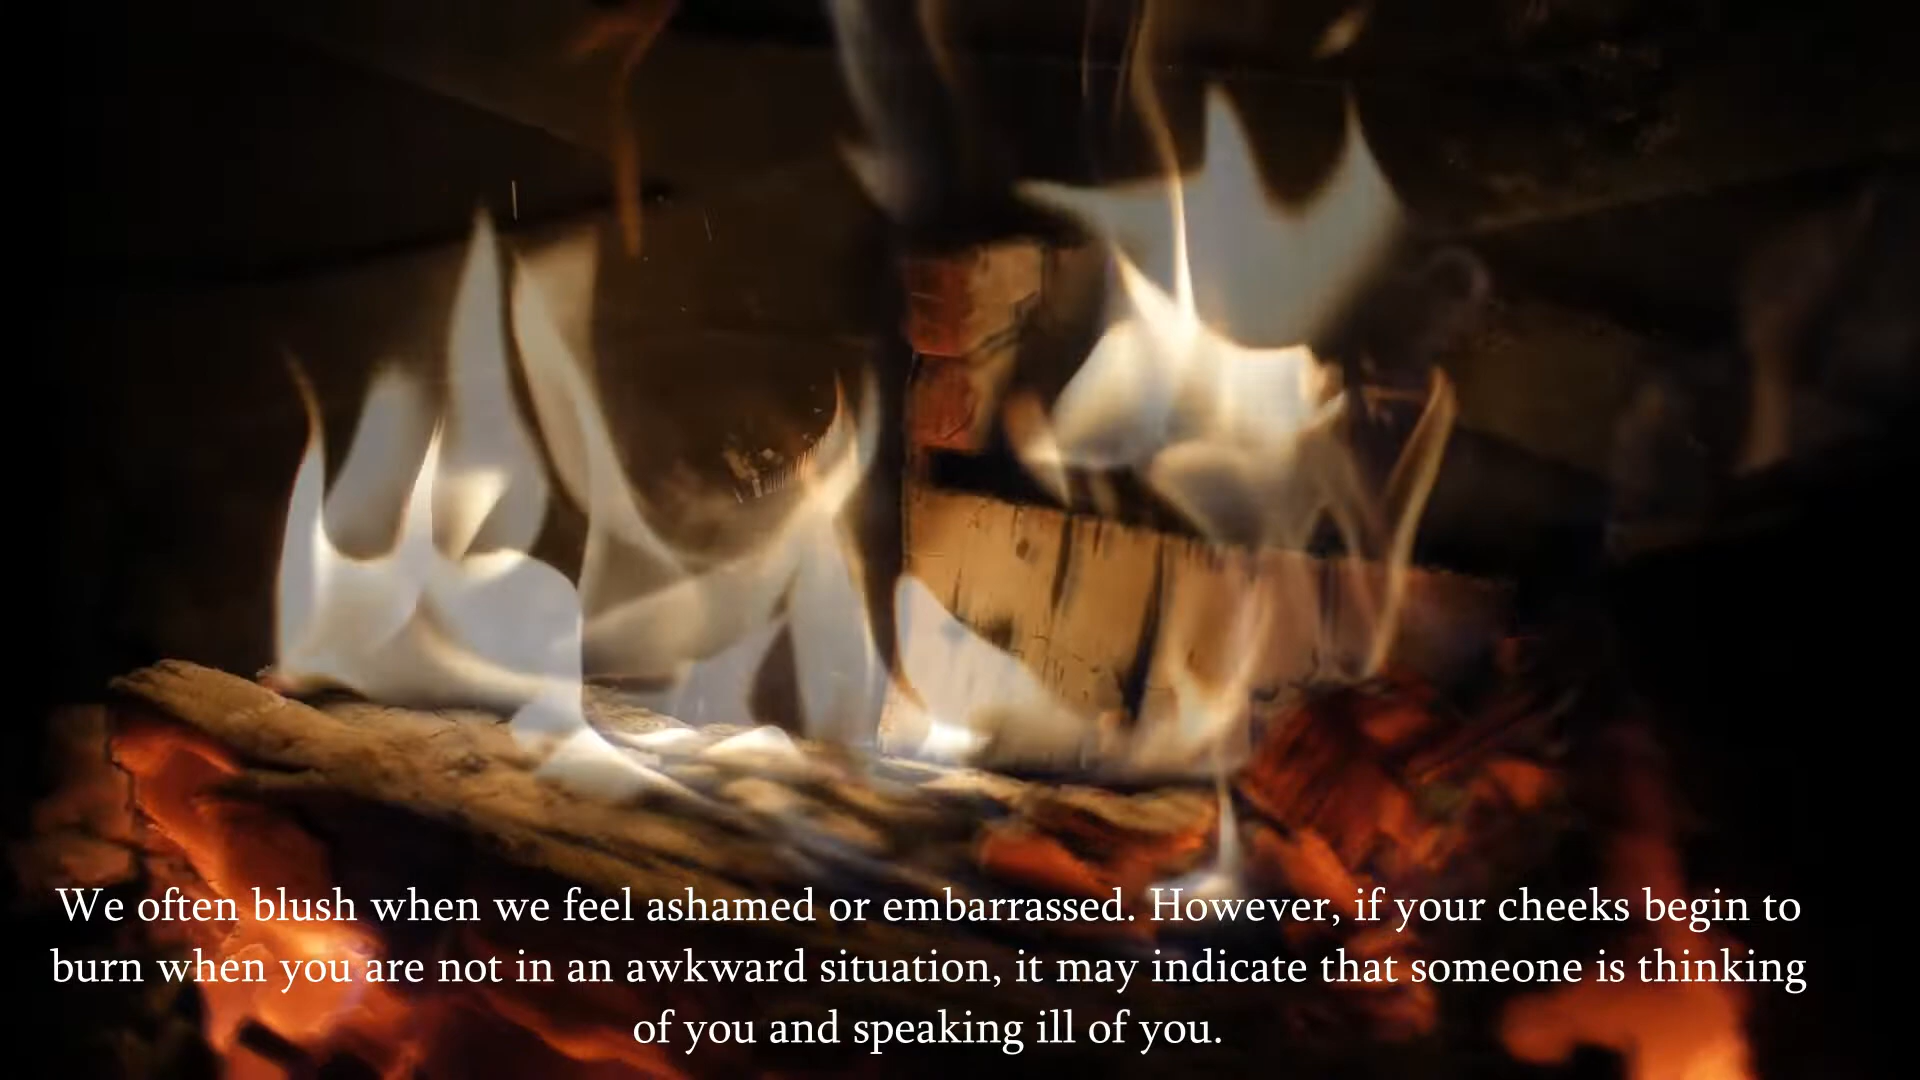 We often blush when we feel ashamed or embarrassed. However, if your cheeks begin to
burn when you are not in an awkward situation, it may indicate that someone is thinking
of you and speaking ill of you.